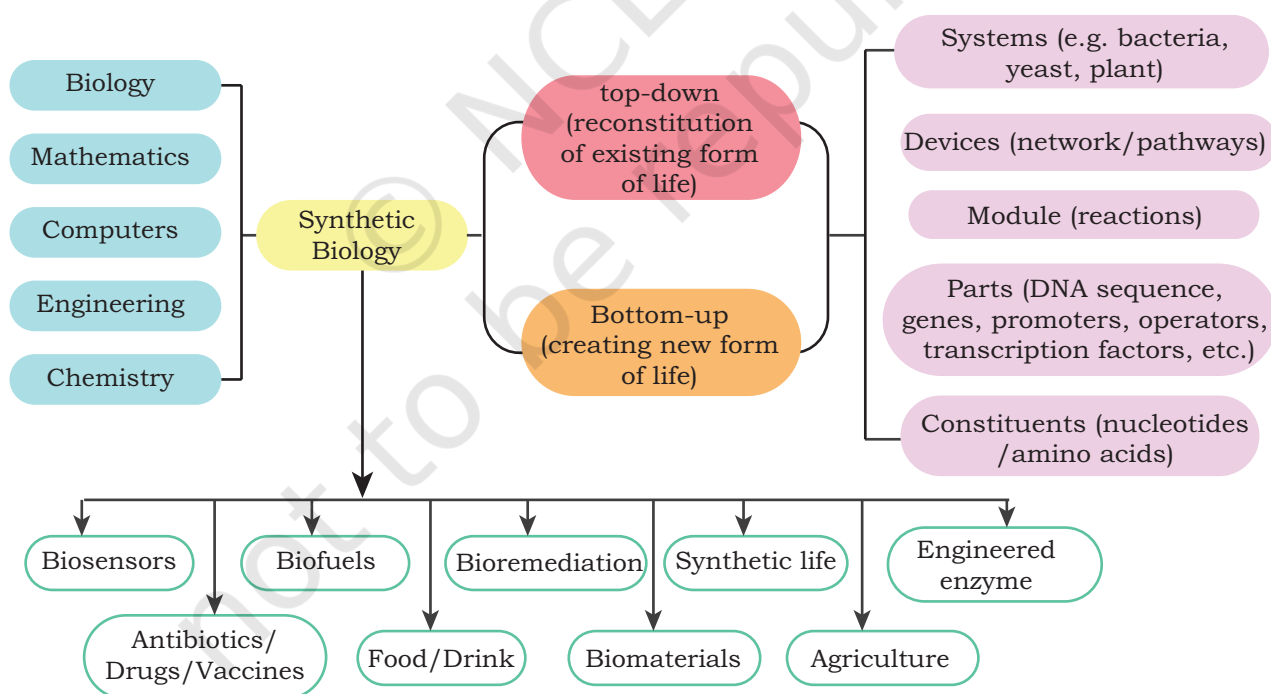 Biology
Mathematics
Computers
Engineering
Chemistry
Synthetic
Biology
top-down
(reconstitution
of existing form
of life)
Bottom-up
(creating new form
of life)
Systems (e.g. bacteria,
yeast, plant)
Devices (network/pathways)
Module (reactions)
Parts (DNA sequence,
genes, promoters, operators,
transcription factors, etc.)
Constituents (nucleotides
/amino acids)
Biosensors
Biofuels
Bioremediation
Synthetic life
Engineered
enzyme
Antibiotics/
Drugs/Vaccines
Food/Drink
Biomaterials
Agriculture
©
not to be